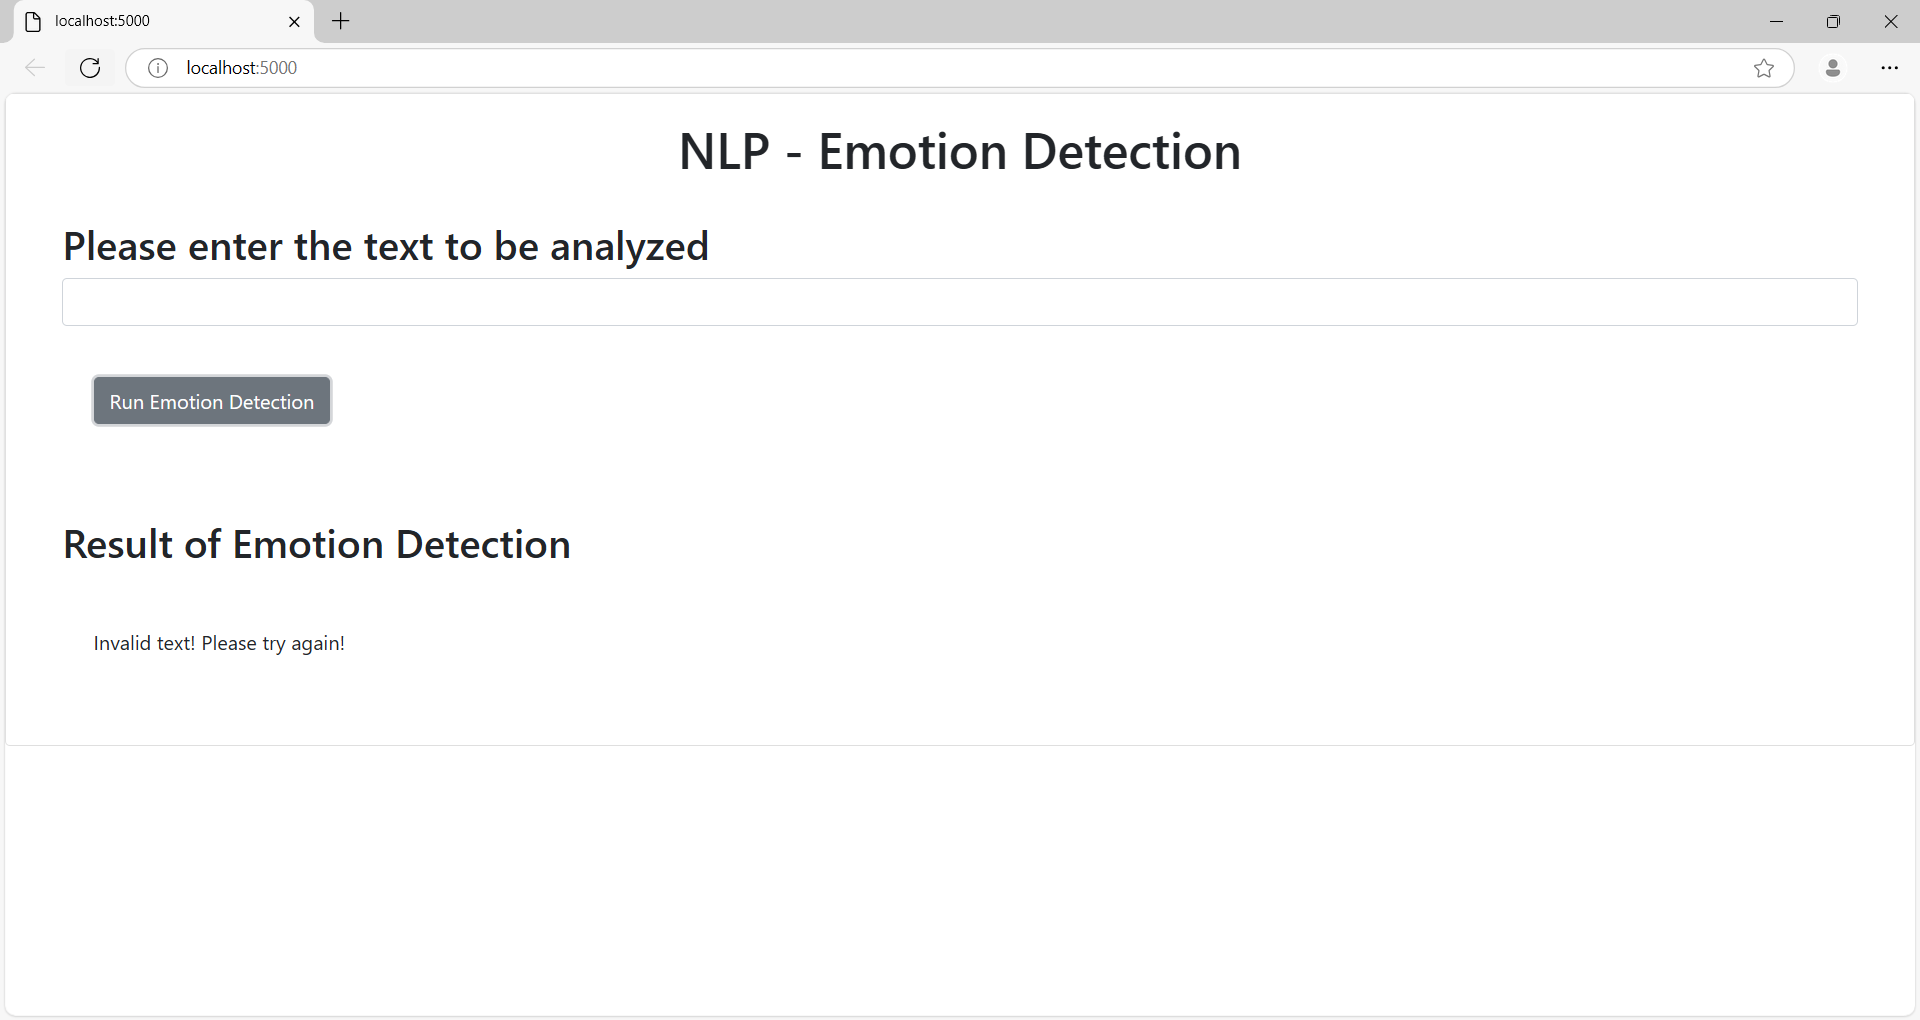 localhost:5000
localhost:5000
NLP - Emotion Detection
Please enter the text to be analyzed
Run Emotion Detection
Result of Emotion Detection
Invalid text! Please try again!